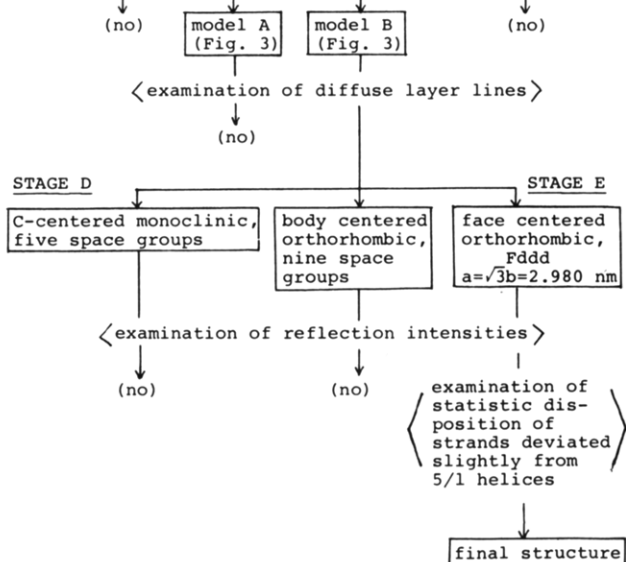 (no)
model A
(Fig. 3)
model B
(Fig. 3)
(no)
<examination of diffuse layer lines>
(no)
STAGE D
STAGE E
C-centered monoclinic,
five space groups
body centered
orthorhombic,
nine space
groups
face centered
orthorhombic,
Fddd
a=√3b=2.980 nm
<examination of reflection intensities>
(no)
(no)
examination of
statistic dis-
position of
strands deviated
slightly from
5/1 helices
final structure